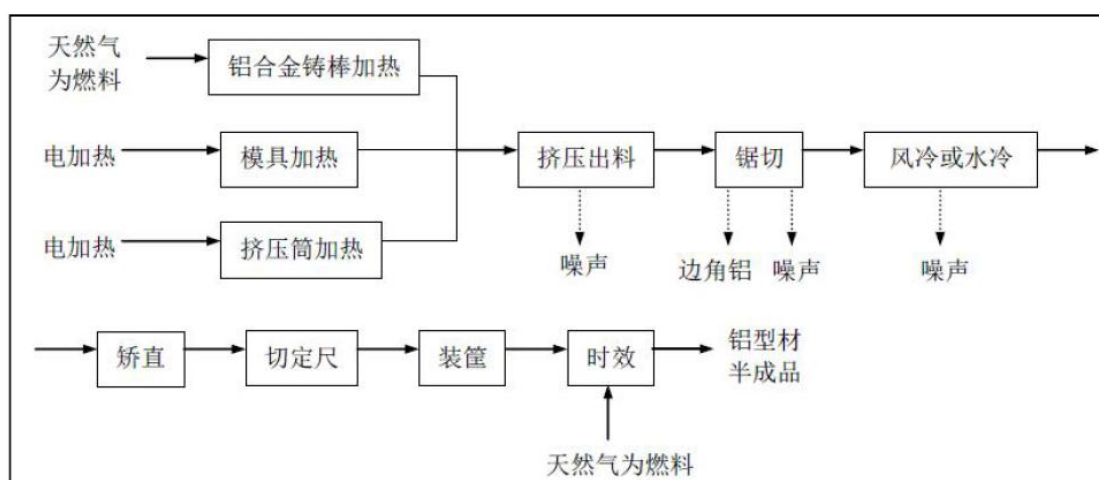 天然气
为燃料
铝合金铸棒加热
电加热
模具加热
挤压出料
锯切
风冷或水冷
电加热
挤压筒加热
噪声
边角铝
噪声
噪声
矫直
切定尺
装筐
时效
铝型材
半成品
天然气为燃料